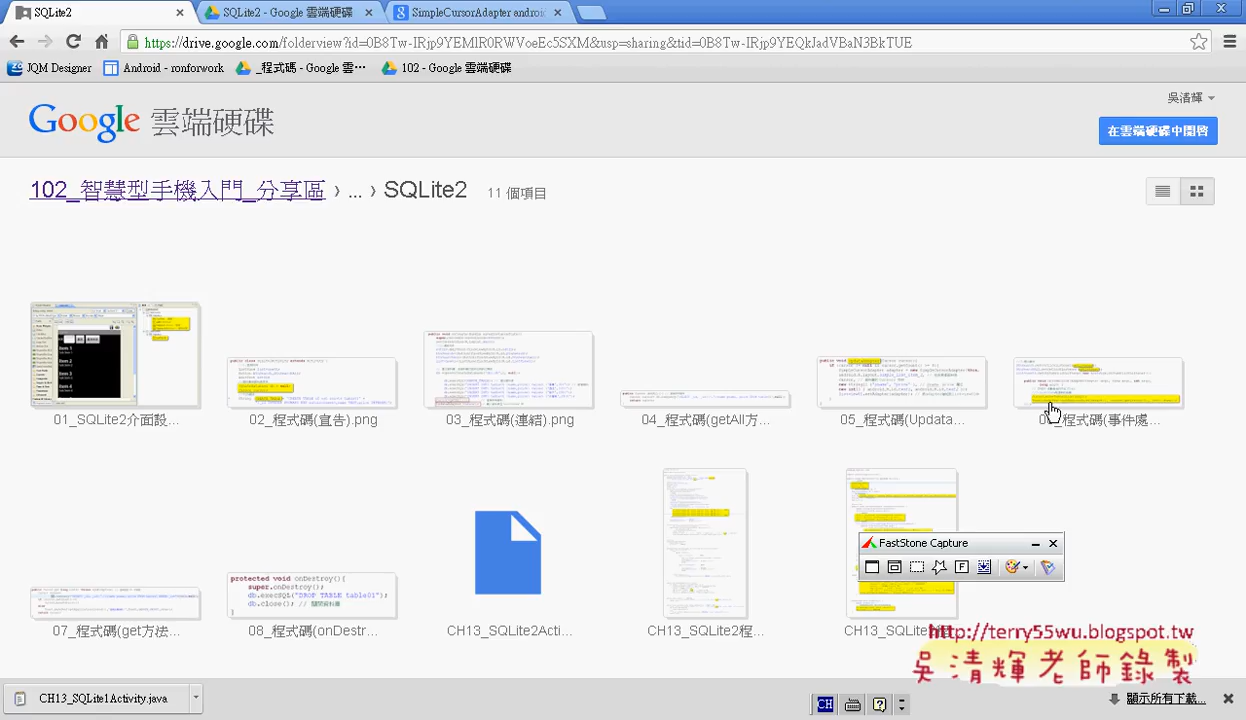 SQLite2
SQLite2 - Google 雲端硬碟
SimpleCursorAdapter android
https://drive.google.com/folderview?id=0B8Tw-IRjp9YEMlR0RWVoeEc5SXM&usp=sharing&tid=0B8Tw-IRjp9YEQkJadVBaN3BkTUE
JQM Designer
Android - ronforwork
_程式碼 - Google 雲…
102 - Google 雲端硬碟
Google 雲端硬碟
吳清輝
在雲端硬碟中開啓
102_智慧型手機入門_分享區 › ... › SQLite2 11 個項目
01_SQLite2介面設...
02_程式碼(宣告).png
03_程式碼(連結).png
04_程式碼(getAll方...
05_程式碼(Updata...
06_程式碼(事件處...
protected void onDestroy(){
super.onDestroy();
db.execSQL("DROP TABLE table01");
db.close(); // 關閉資料庫
}
07_程式碼(get方法...
08_程式碼(onDestr...
CH13_SQLite2Acti...
CH13_SQLite2程...
FastStone Capture
http://terry55wu.blogspot.tw
吳清輝老師錄製
CH13_SQLite1Activity.java
CH
顯示所有下載...